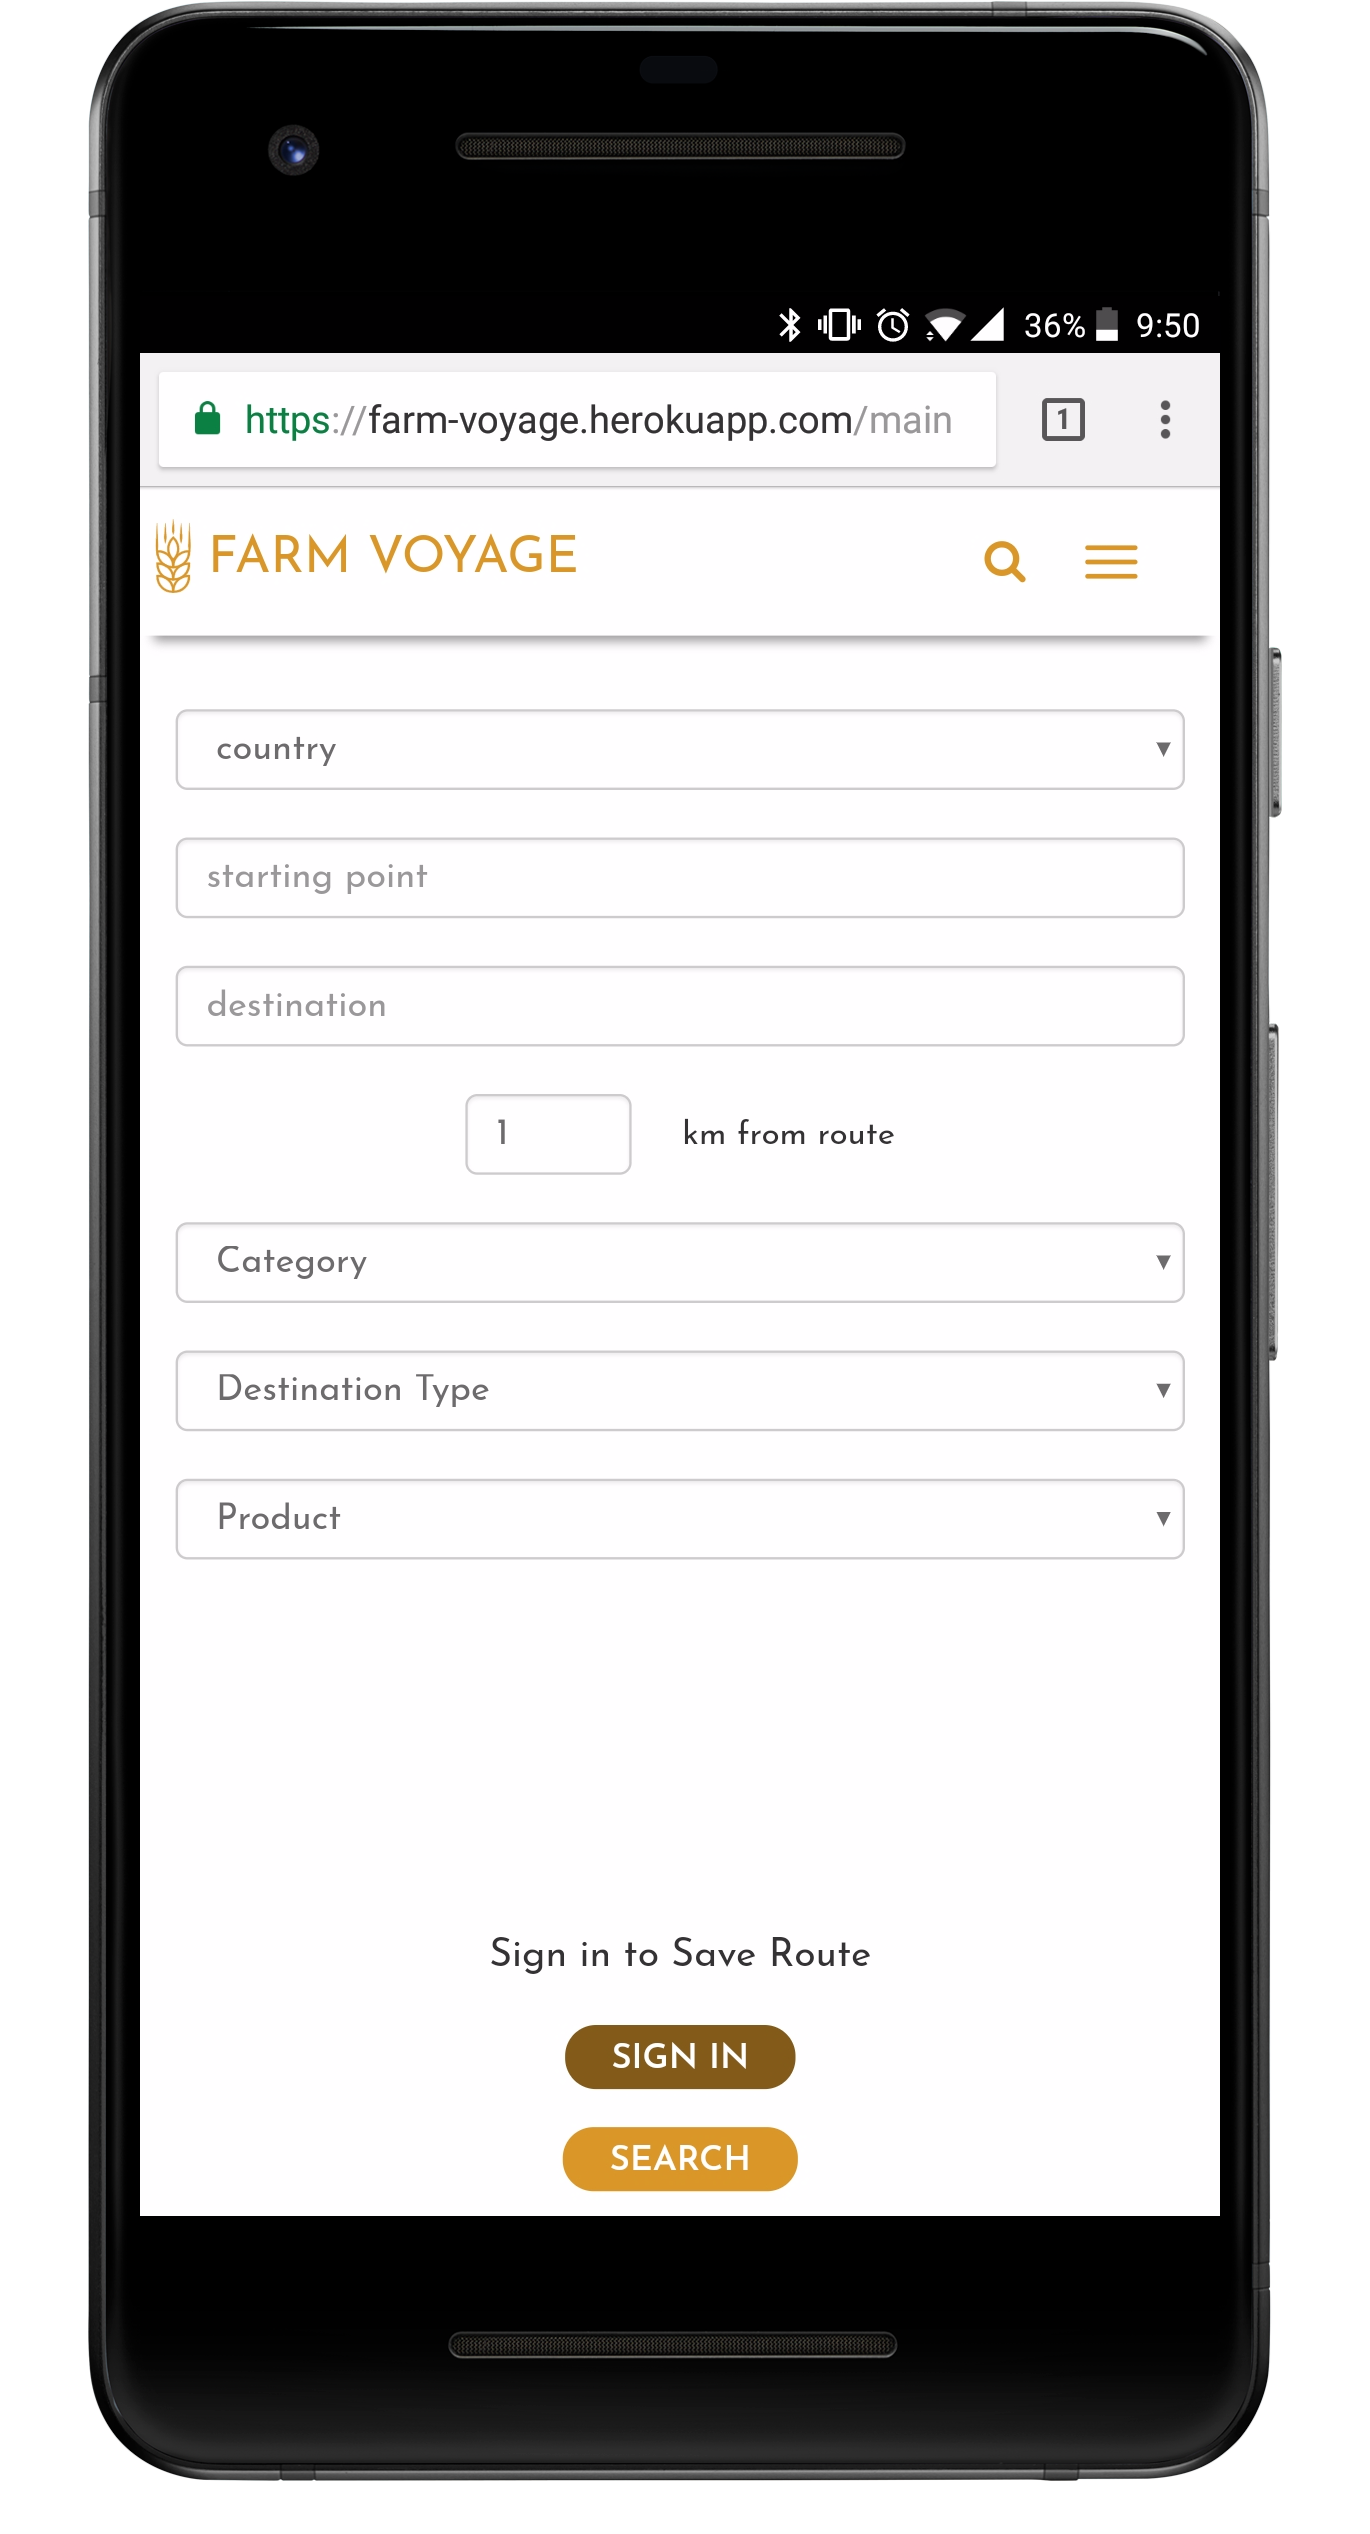 36% 9:50
https://farm-voyage.herokuapp.com/main 1
FARM VOYAGE
country
starting point
destination
1 km from route
Category
Destination Type
Product
Sign in to Save Route
SIGN IN
SEARCH